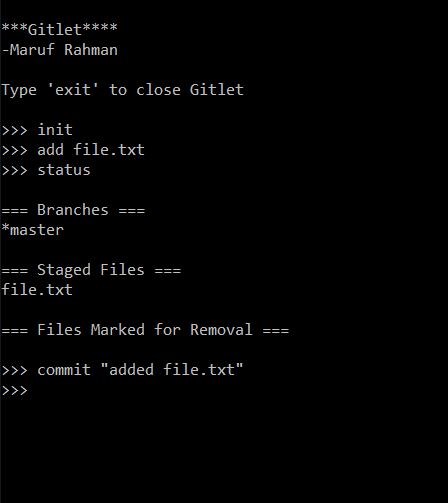 ***Gitlet****
-Maruf Rahman
Type 'exit' to close Gitlet
>>> init
>>> add file.txt
>>> status
=== Branches ===
*master
=== Staged Files ===
file.txt
=== Files Marked for Removal ===
>>> commit "added file.txt"
>>>